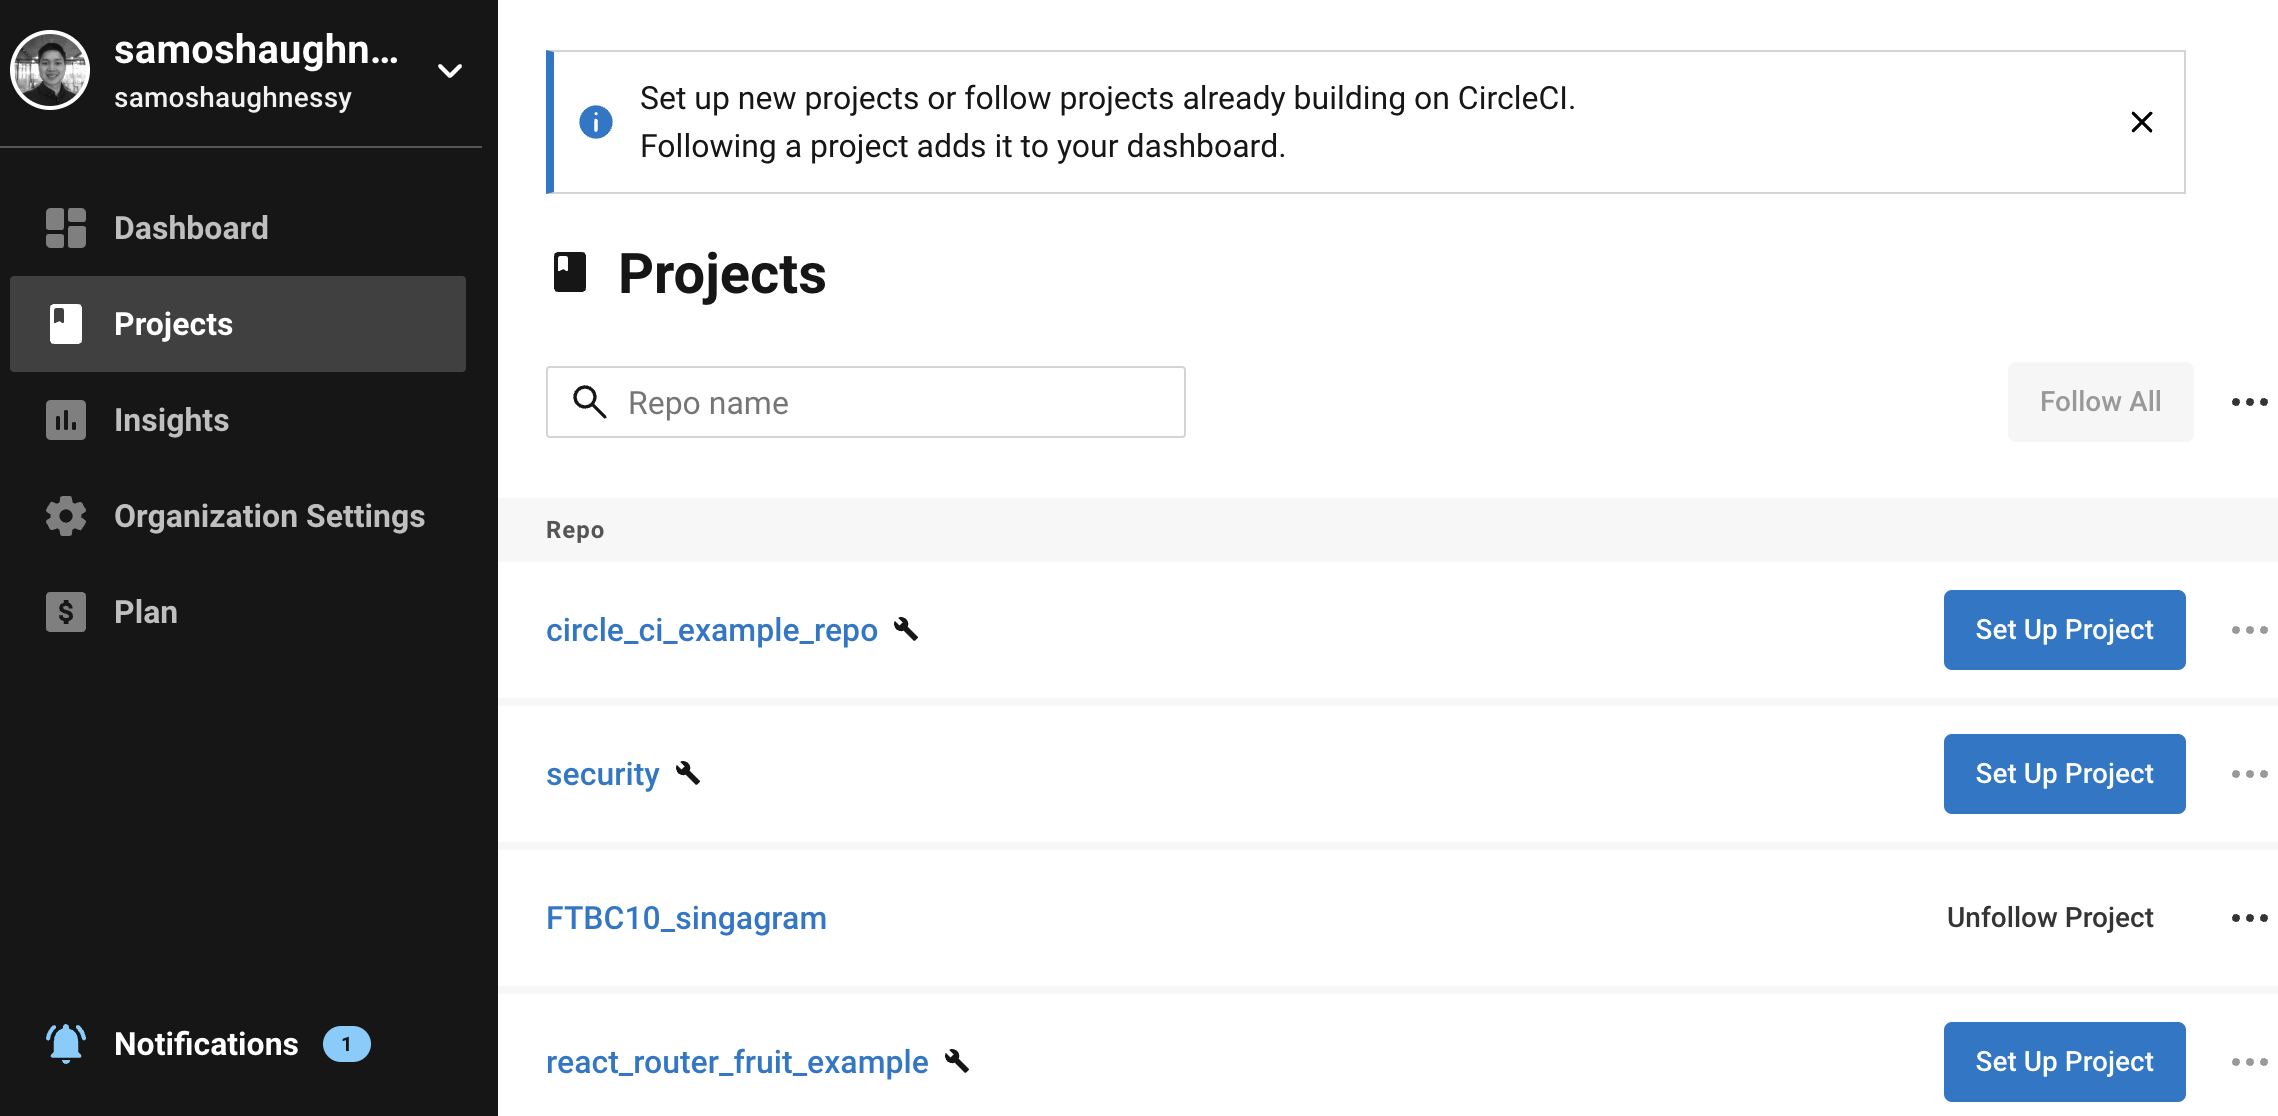 samoshaughn...
samoshaughnessy
Dashboard
Projects
Insights
Organization Settings
Plan
Notifications 1
Set up new projects or follow projects already building on CircleCI.
Following a project adds it to your dashboard.
Projects
Repo name
Follow All
Repo
circle_ci_example_repo
Set Up Project
security
Set Up Project
FTBC10_singagram
Unfollow Project
react_router_fruit_example
Set Up Project